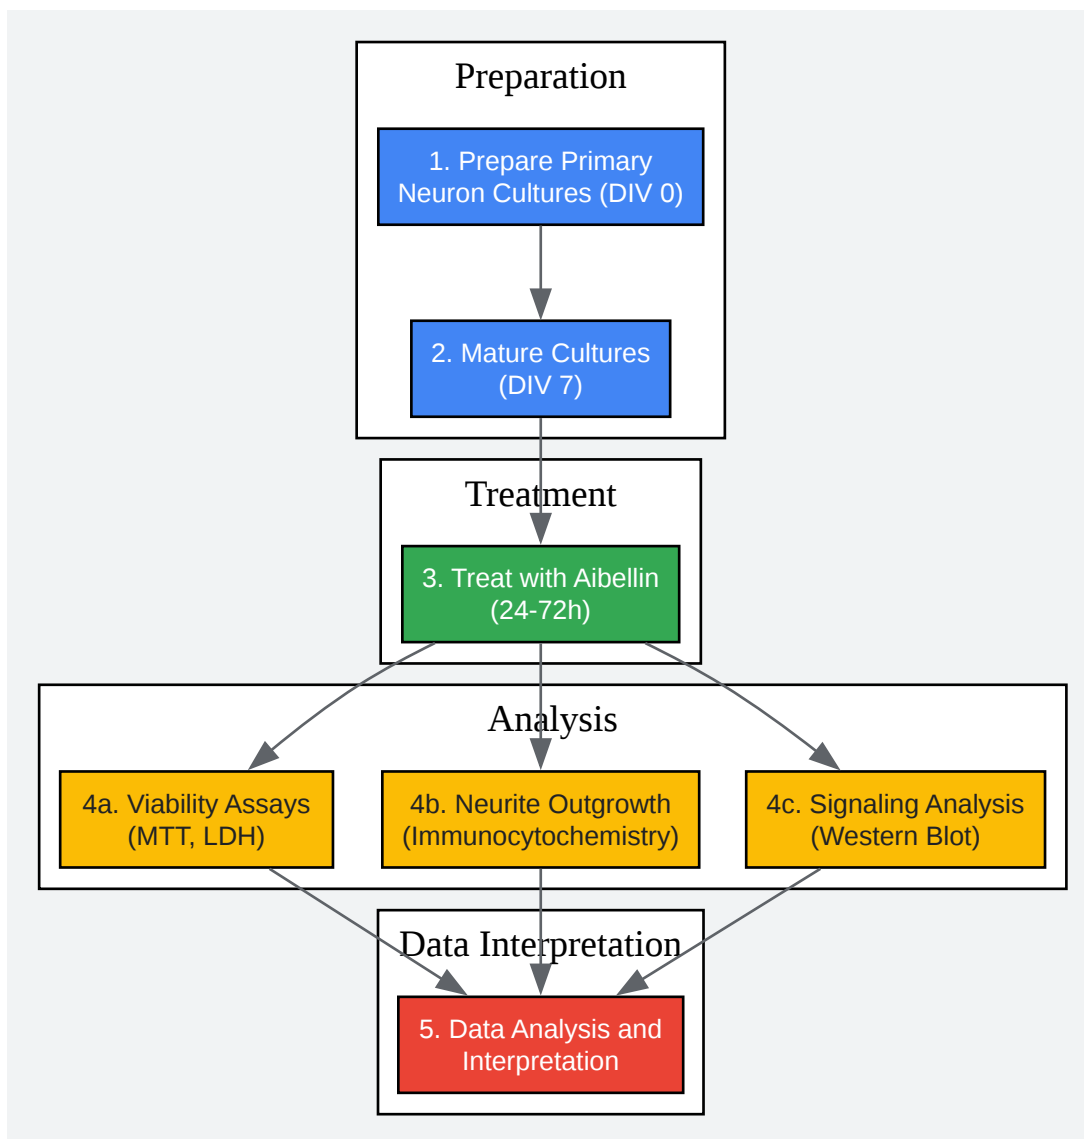 Preparation
1. Prepare Primary
Neuron Cultures (DIV 0)
2. Mature Cultures
(DIV 7)
Treatment
3. Treat with Aibellin
(24-72h)
Analysis
4a. Viability Assays
(MTT, LDH)
4b. Neurite Outgrowth
(Immunocytochemistry)
4c. Signaling Analysis
(Western Blot)
Data Interpretation
5. Data Analysis and
Interpretation